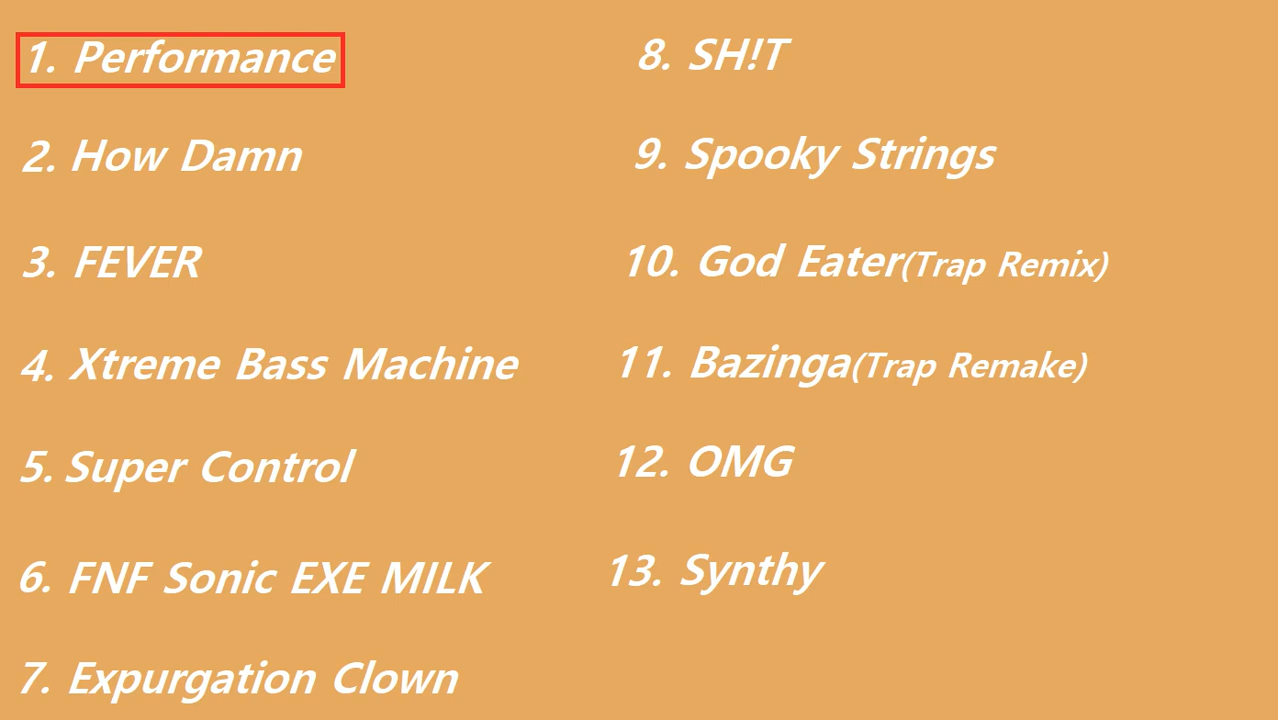 1. Performance
2. How Damn
3. FEVER
4. Xtreme Bass Machine
5. Super Control
6. FNF Sonic EXE MILK
7. Expurgation Clown
8. SH!T
9. Spooky Strings
10. God Eater(Trap Remix)
11. Bazinga(Trap Remake)
12. OMG
13. Synthy